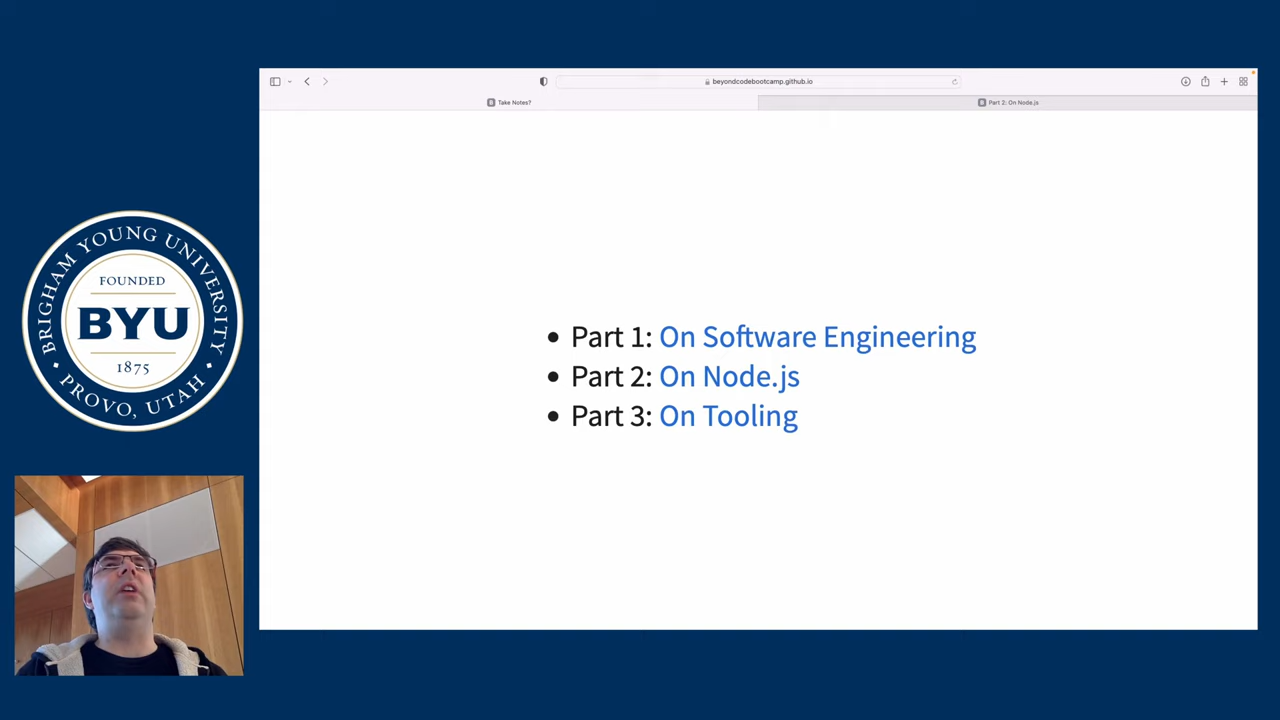 beyondcodebootcamp.github.io
Take Notes?
Part 2: On Node.js
BRIGHAM YOUNG UNIVERSITY
FOUNDED
BYU
1875
PROVO, UTAH
• Part 1: On Software Engineering
• Part 2: On Node.js
• Part 3: On Tooling